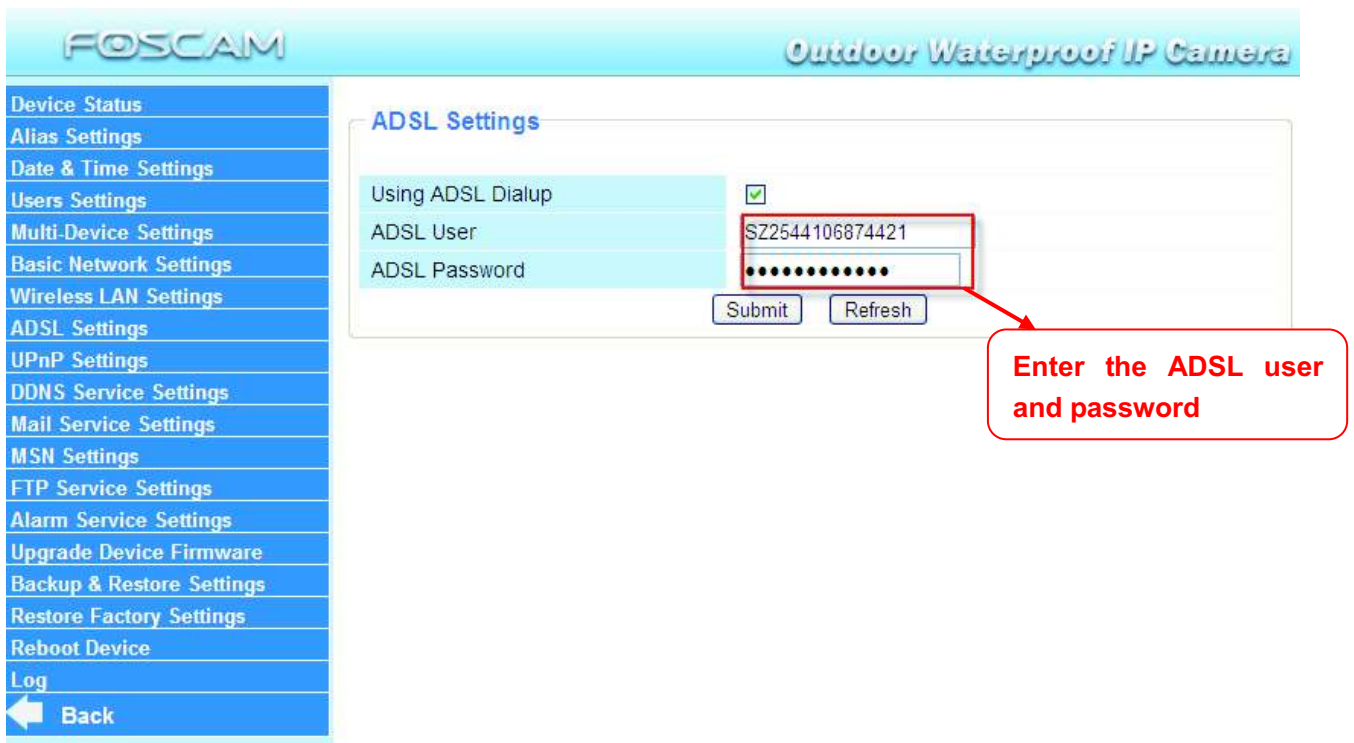 FOSCAM
Outdoor Waterproof IP Camera
Device Status
Alias Settings
Date & Time Settings
Users Settings
Multi-Device Settings
Basic Network Settings
Wireless LAN Settings
ADSL Settings
UPnP Settings
DDNS Service Settings
Mail Service Settings
MSN Settings
FTP Service Settings
Alarm Service Settings
Upgrade Device Firmware
Backup & Restore Settings
Restore Factory Settings
Reboot Device
Log
Back
ADSL Settings
Using ADSL Dialup
ADSL User SZ2544106874421
ADSL Password ••••••••••••
Submit Refresh
Enter the ADSL user
and password